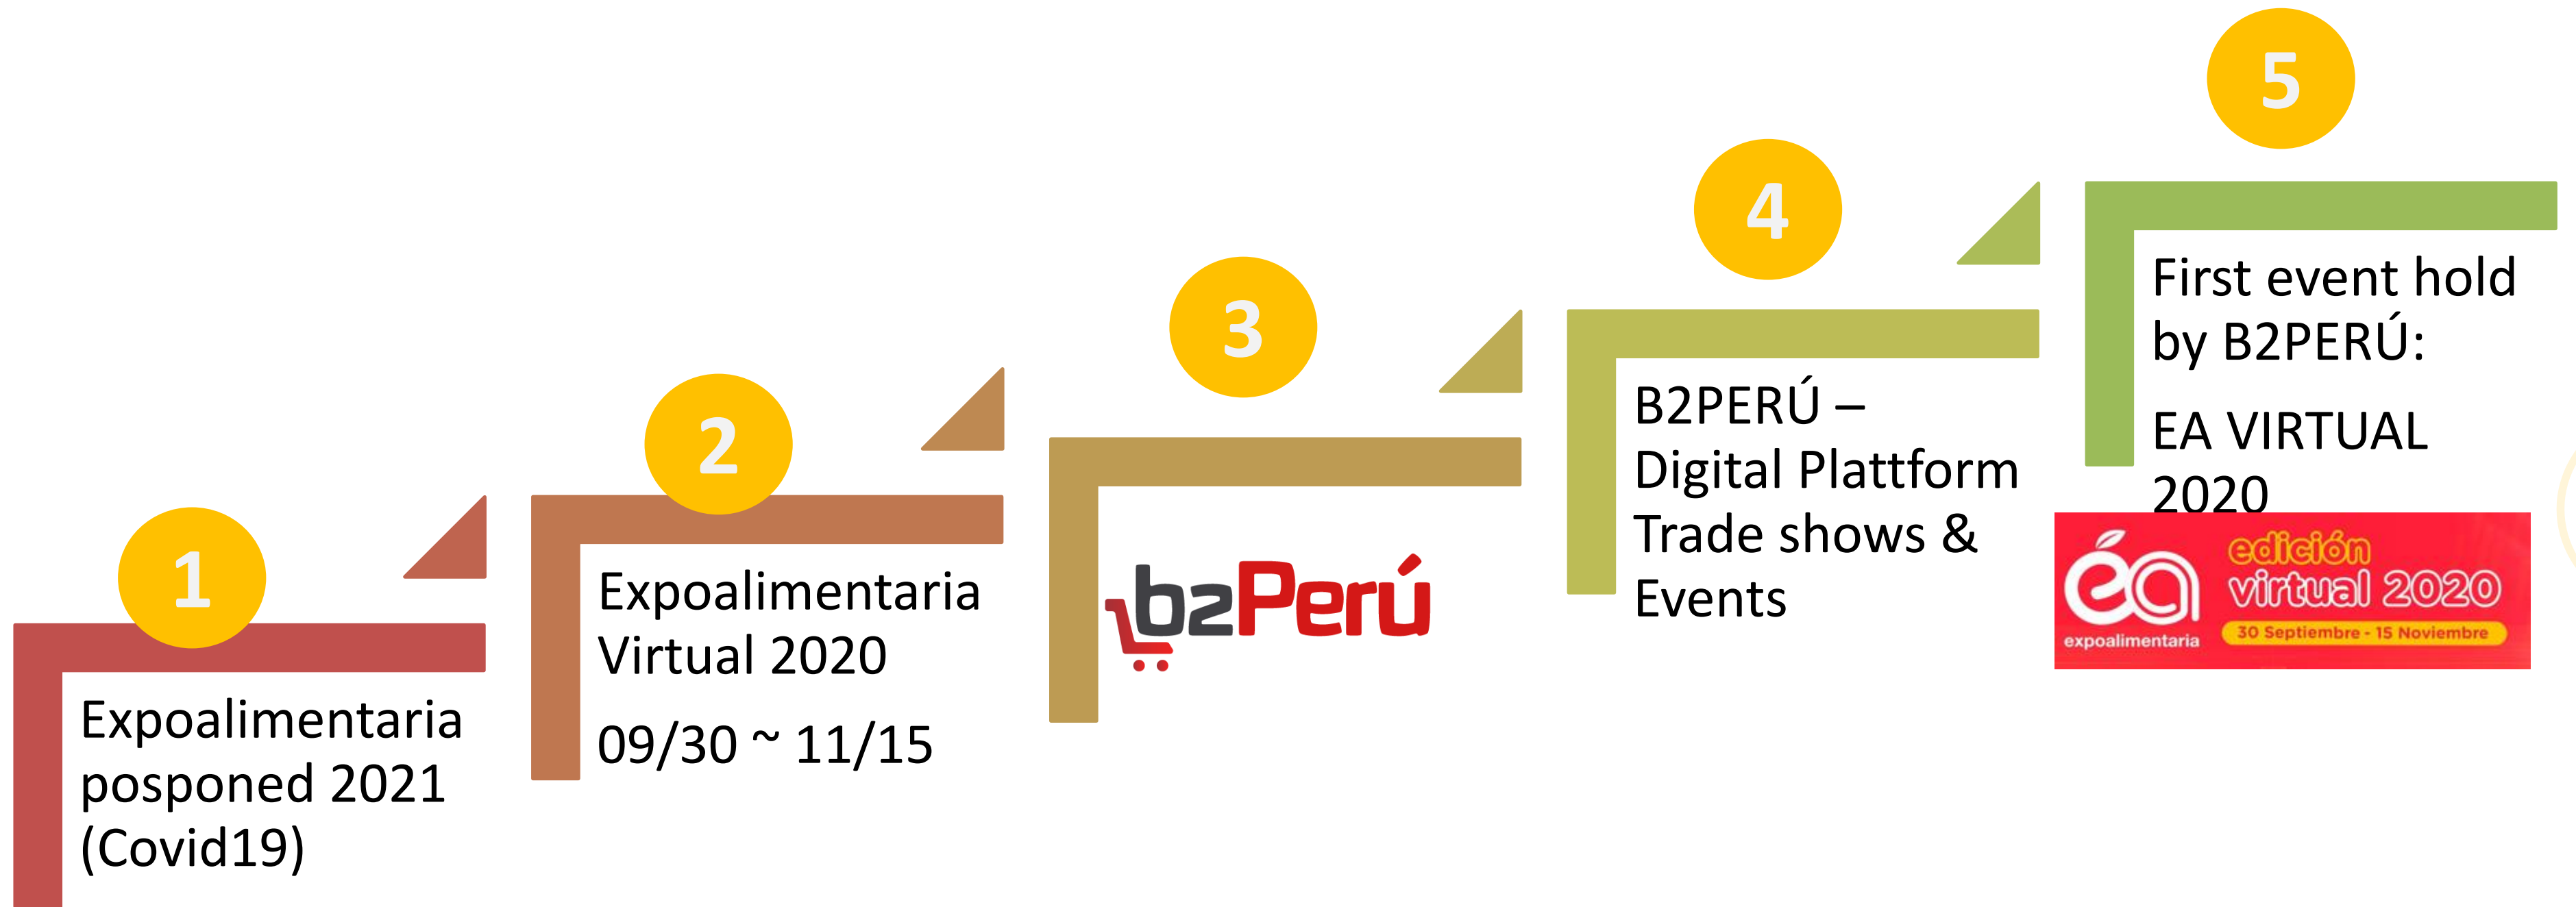 1
Expoalimentaria
posponed 2021
(Covid19)
2
Expoalimentaria
Virtual 2020
09/30 ~ 11/15
3
b2Perú
4
B2PERÚ –
Digital Plattform
Trade shows &
Events
5
First event hold
by B2PERÚ:
EA VIRTUAL
2020
éa
expoalimentaria
edición
virtual 2020
30 Septiembre - 15 Noviembre